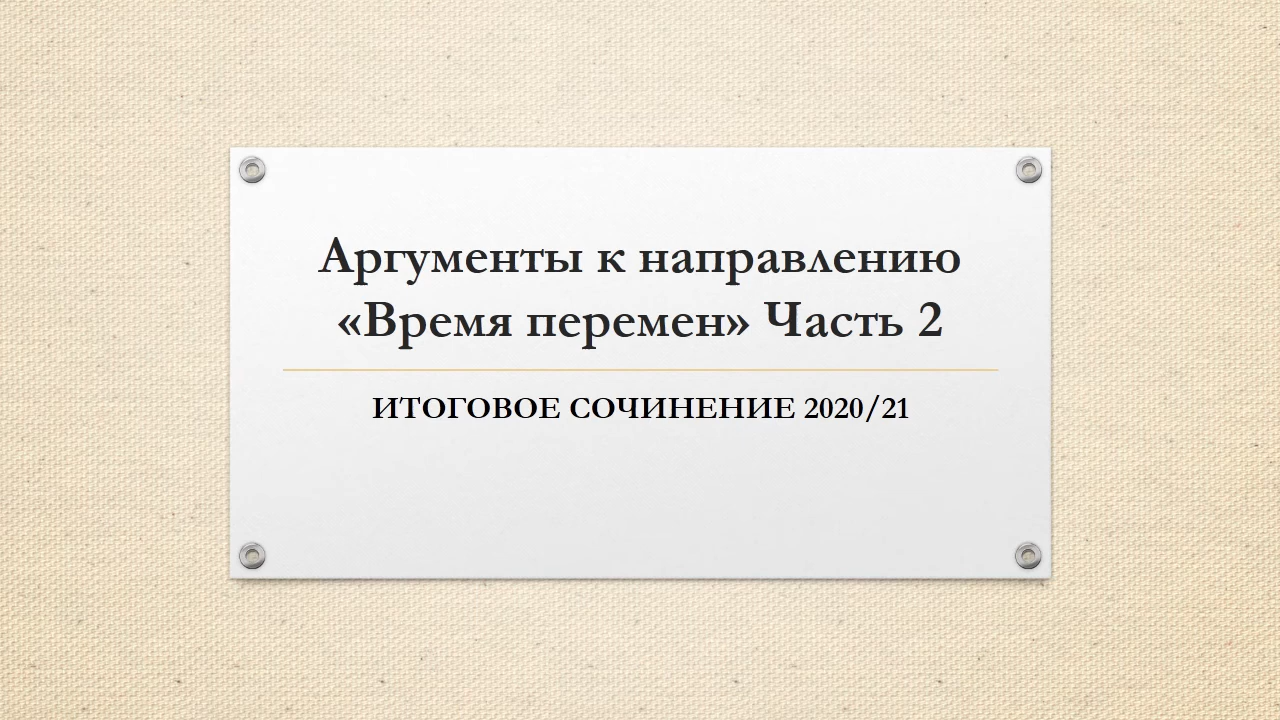 Аргументы к направлению
«Время перемен» Часть 2
ИТОГОВОЕ СОЧИНЕНИЕ 2020/21